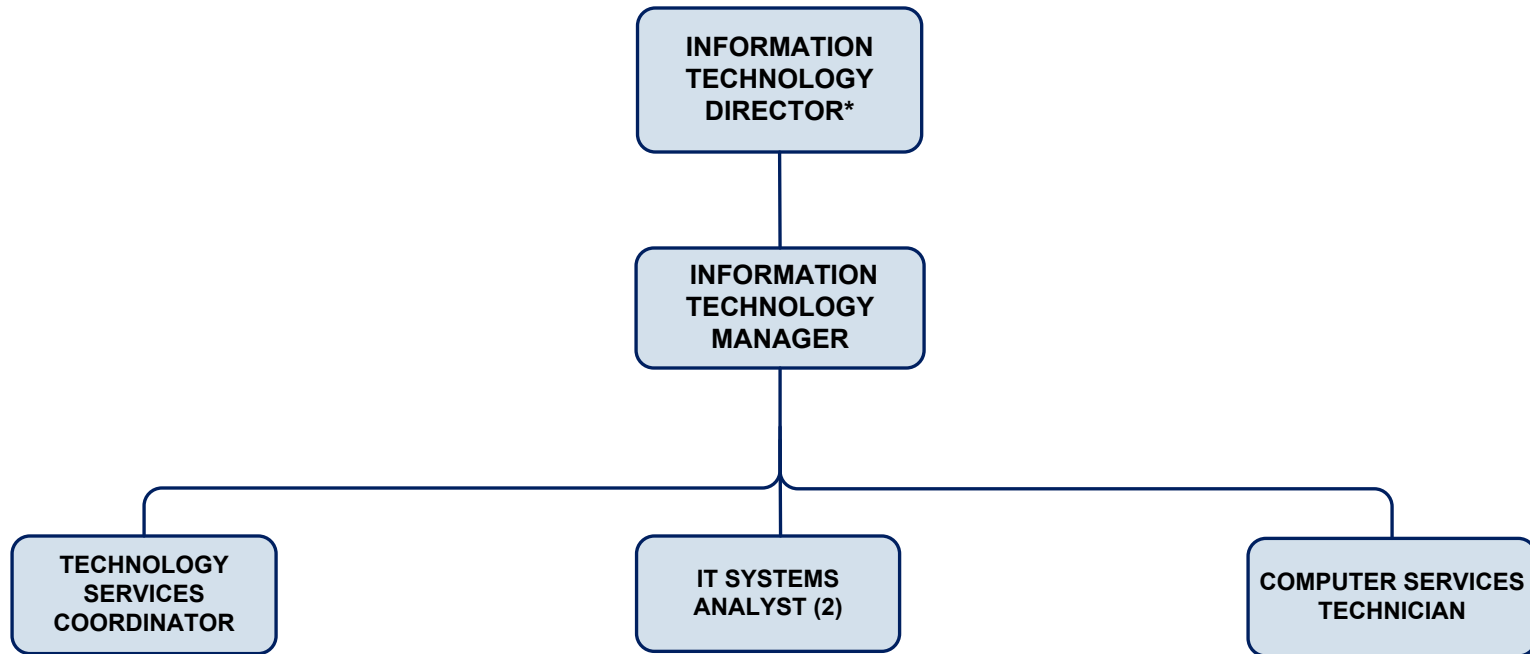 INFORMATION
TECHNOLOGY
DIRECTOR*
INFORMATION
TECHNOLOGY
MANAGER
TECHNOLOGY
SERVICES
COORDINATOR
IT SYSTEMS
ANALYST (2)
COMPUTER SERVICES
TECHNICIAN